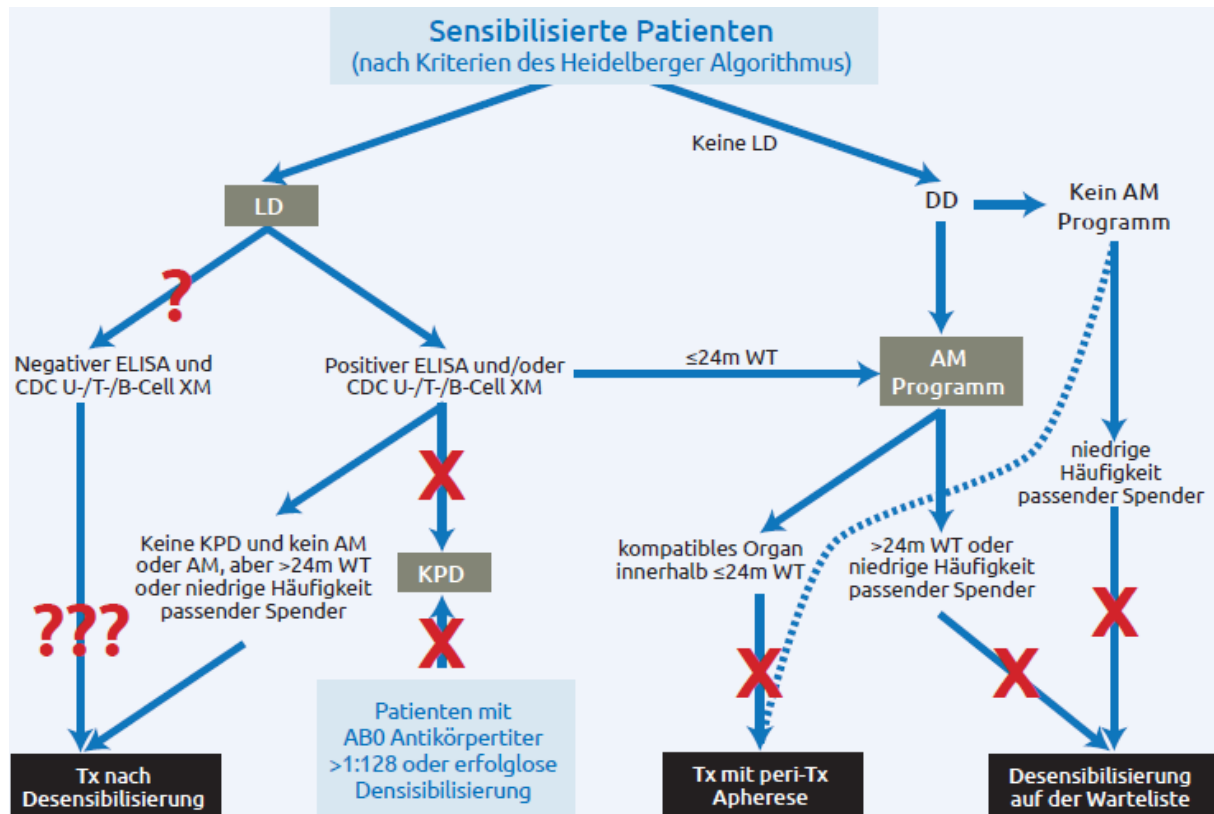 Sensibilisierte Patienten
(nach Kriterien des Heidelberger Algorithmus)
Keine LD
LD
DD
Kein AM
Programm
?
Negativer ELISA und
CDC U-/T-/B-Cell XM
Positiver ELISA und/oder
CDC U-/T-/B-Cell XM
≤24m WT
AM
Programm
X
niedrige
Häufigkeit
passender Spender
Keine KPD und kein AM
oder AM, aber >24m WT
oder niedrige Häufigkeit
passender Spender
KPD
kompatibles Organ
innerhalb ≤24m WT
>24m WT oder
niedrige Häufigkeit
passender Spender
???
X
X
X
X
Patienten mit
AB0 Antikörpertiter
>1:128 oder erfolglose
Densisibilisierung
Tx nach
Desensibilisierung
Tx mit peri-Tx
Apherese
Desensibilisierung
auf der Warteliste